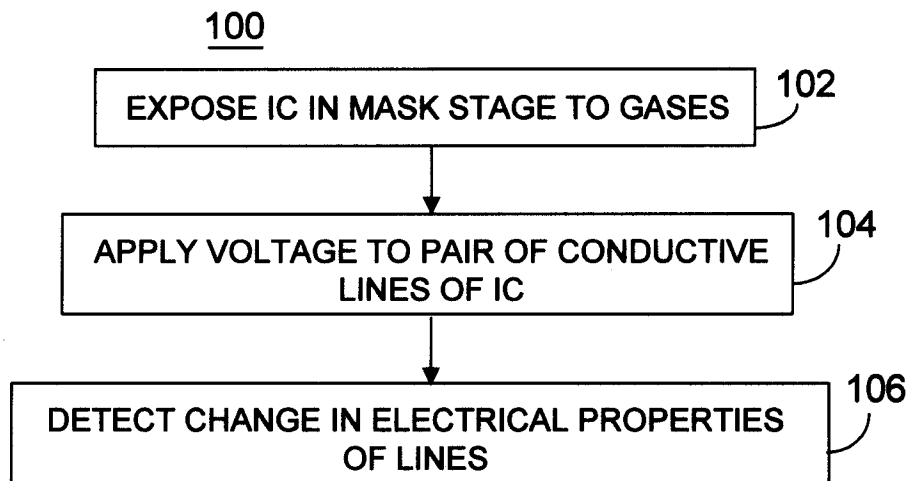 100
EXPOSE IC IN MASK STAGE TO GASES
102
APPLY VOLTAGE TO PAIR OF CONDUCTIVE
LINES OF IC
104
DETECT CHANGE IN ELECTRICAL PROPERTIES
OF LINES
106